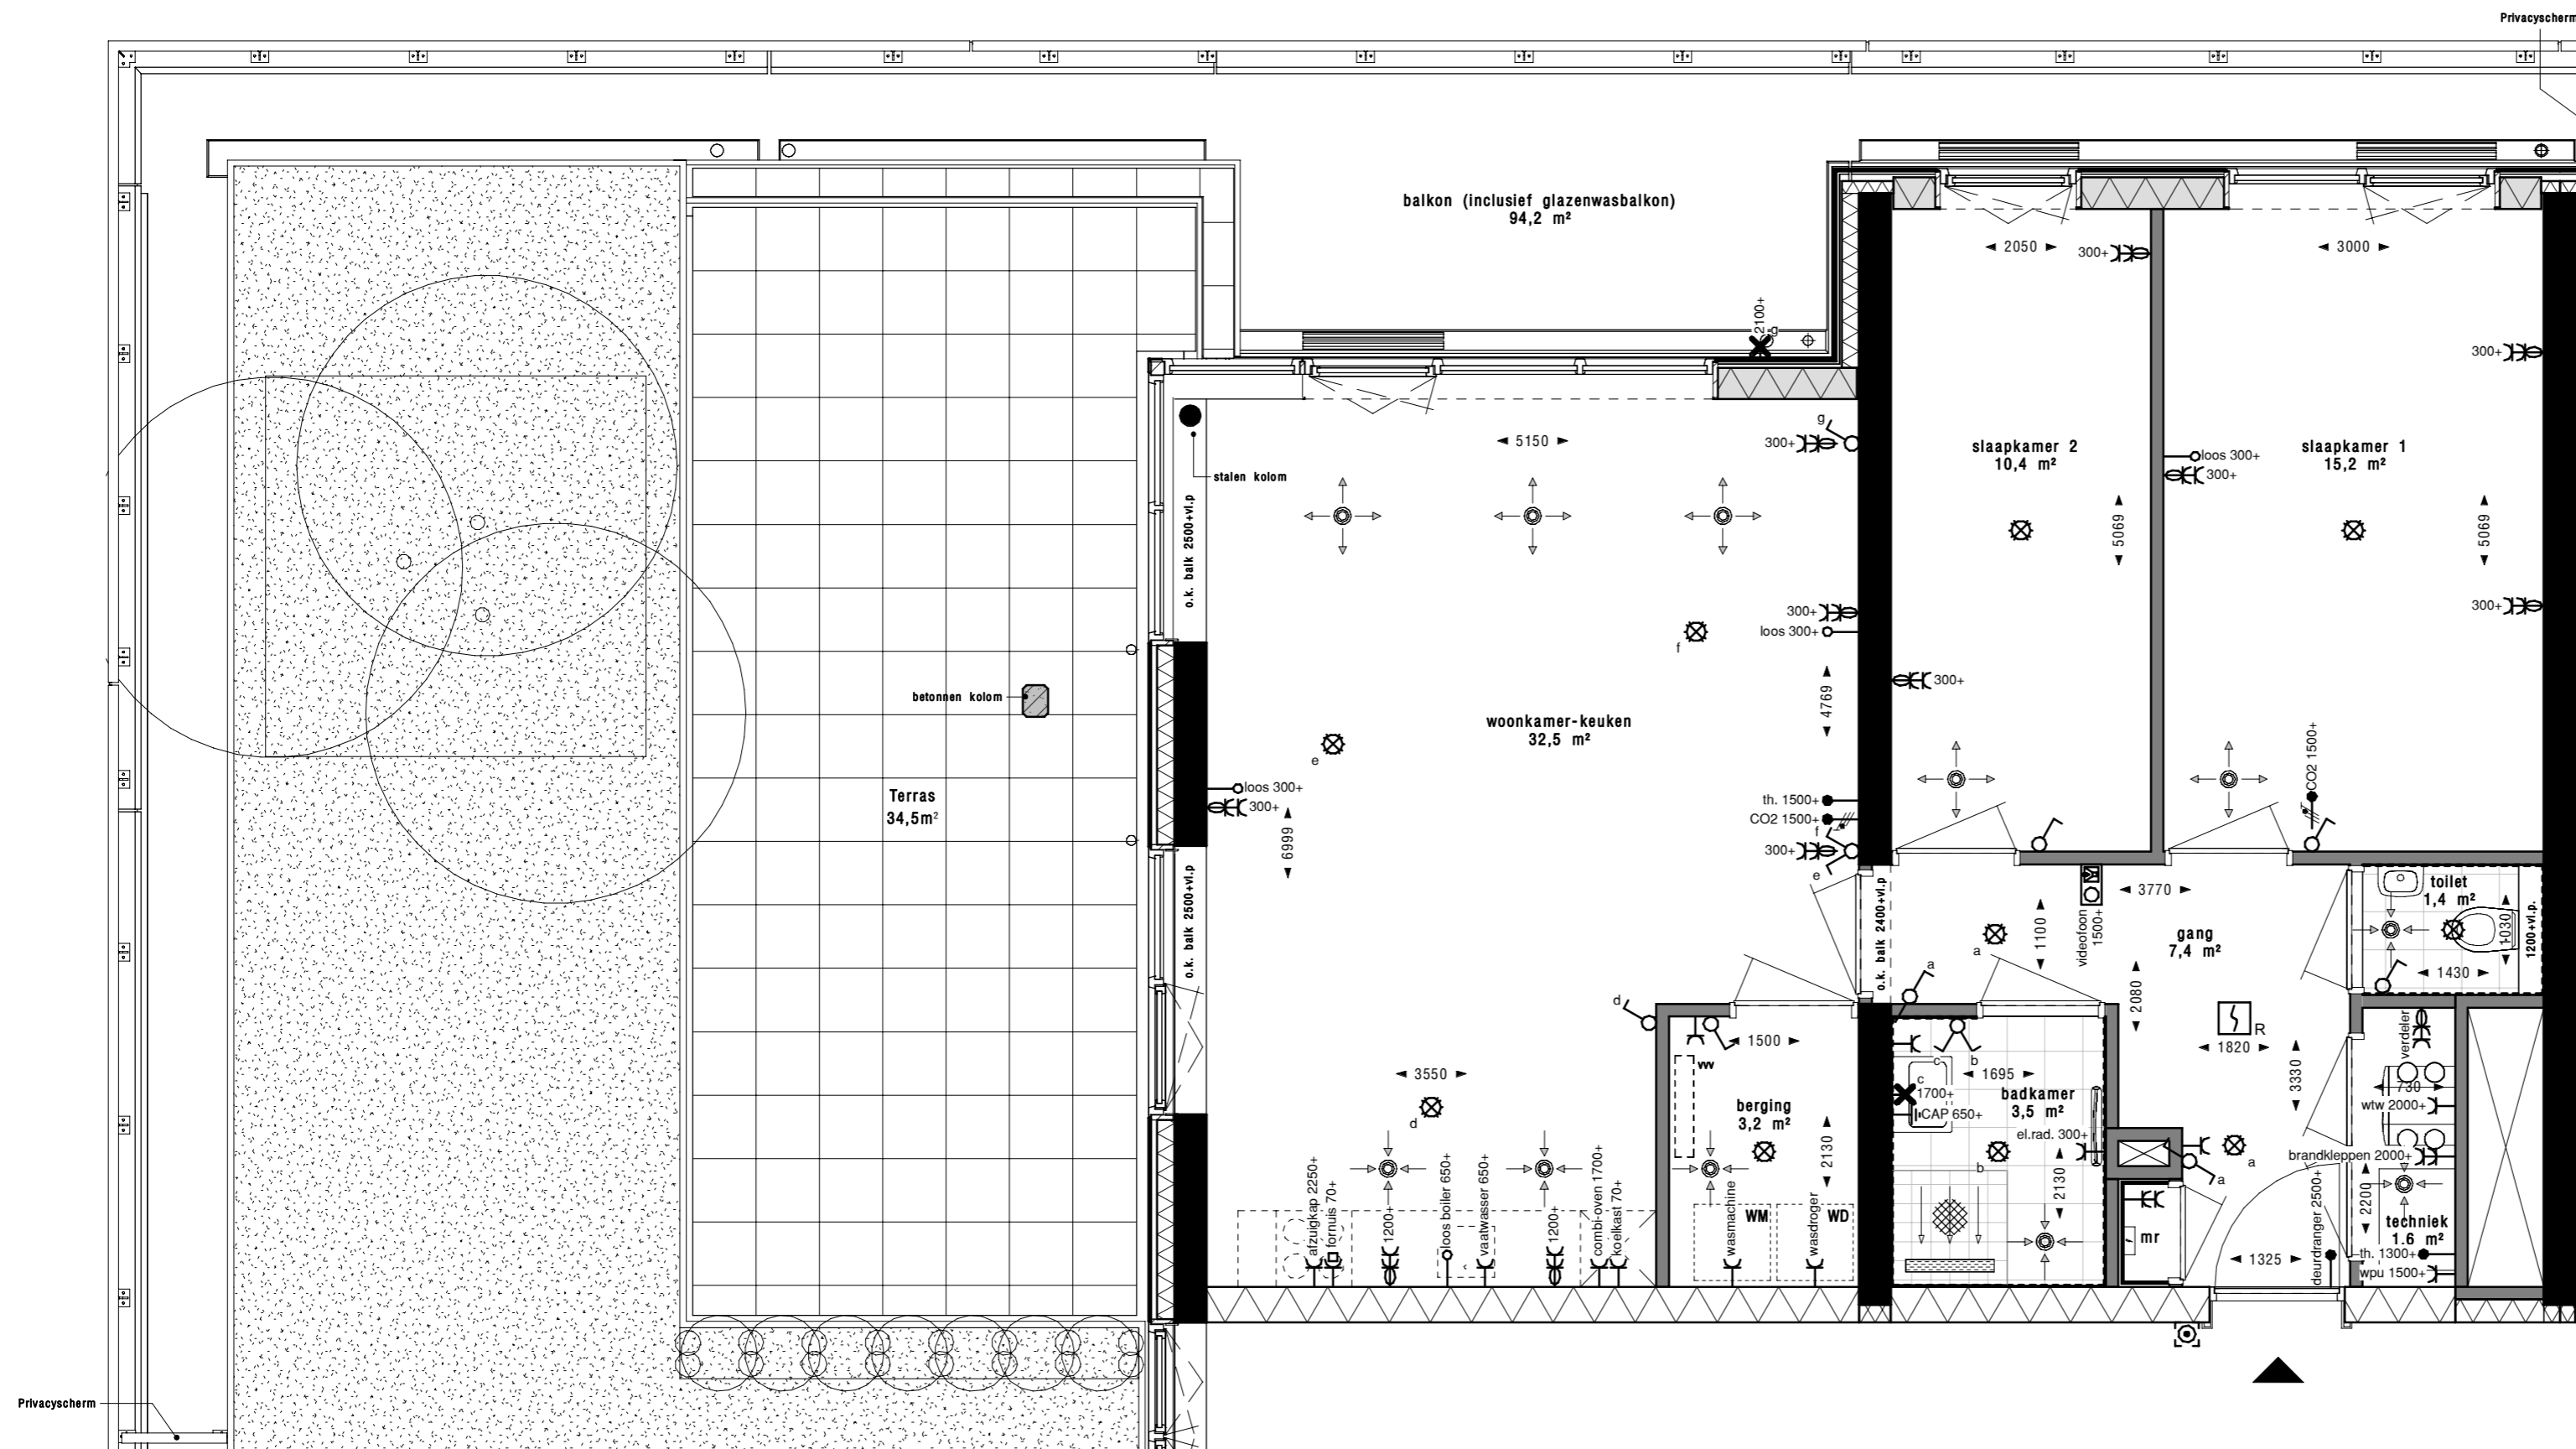 Privacyscherm
balkon (inclusief glazenwasbalkon)
94,2 m²
2100+
g
2050
300+
3000
300+
g
300+
5150
stalen kolom
o.k. balk 2500+vl.p
slaapkamer 2
10,4 m²
5069
slaapkamer 1
15,2 m²
loos 300+
300+
5069
300+
loos 300+
f
300+
300+
4769
betonnen kolom
woonkamer-keuken
32,5 m²
e
Terras
34,5m²
loos 300+
300+
6999
th. 1500+
CO2 1500+
f
300+
e
CO2 1500+
o.k. balk 2500+vl.p
o.k. balk 2400+vl.p
a
a
1100
videofoon
1500+
3770
gang
7,4 m²
2080
toilet
1,4 m²
1030
1200+vl.p.
1430
d
1500
vvv
3550
d
berging
3,2 m²
2130
c
b
1695
c
1700+
CAP 650+
badkamer
3,5 m²
el.rad. 300+
b
2130
R
1820
3330
verdeler
730
wtw 2000+
brandkleppen 2000+
a
a
afzuigkap 2250+
fornuis 70+
1200+
loos boiler 650+
vaatwasser 650+
1200+
combi-oven 1700+
koelkast 70+
wasmachine
WM
wasdroger
WD
mr
1325
deurdranger 2500+
2200
techniek
1.6 m²
th. 1300+
wpu 1500+
Privacyscherm